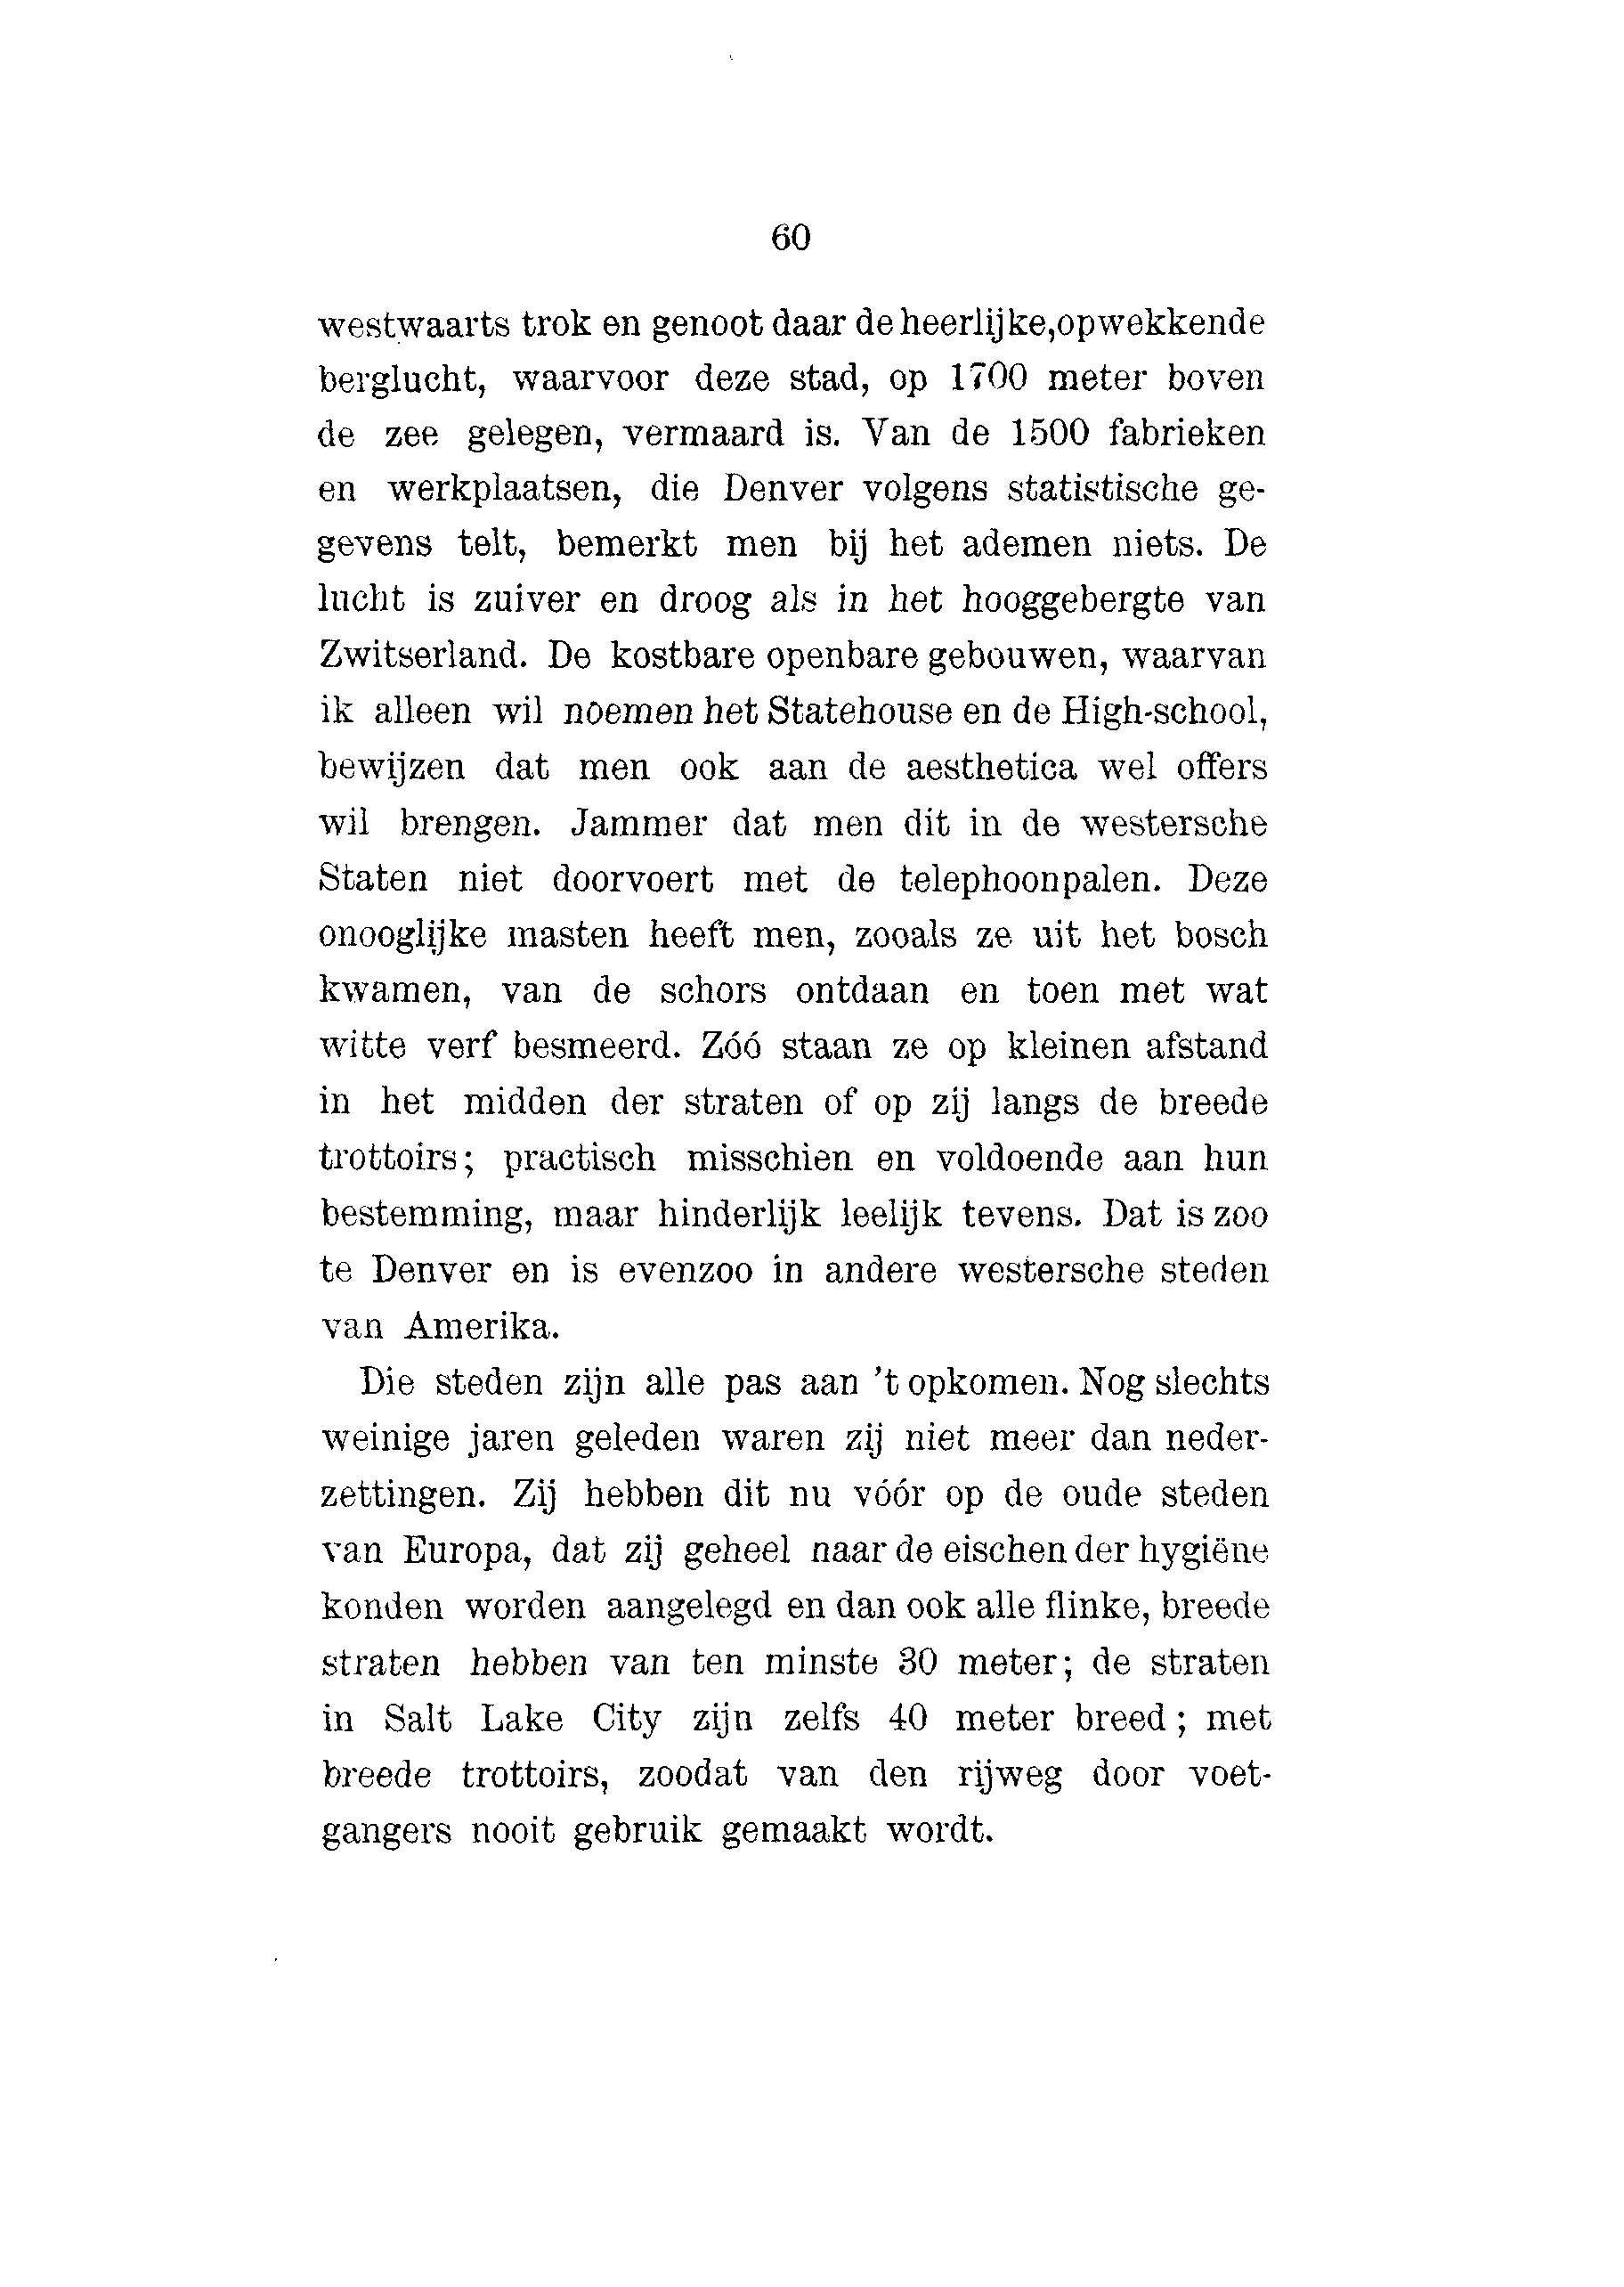 60
westwaarts trok en genoot daar de heerlijke,opwekkende
berglucht, waarvoor deze stad, op 1700 meter boven
de zee gelegen, vermaard is. Van de 1500 fabrieken
en werkplaatsen, die Denver volgens statistische ge-
gevens telt, bemerkt men bij het ademen niets. De
lucht is zuiver en droog als in het hooggebergte van
Zwitserland. De kostbare openbare gebouwen, waarvan
ik alleen wil noemen het Statehouse en de High-school,
bewijzen dat men ook aan de aesthetica wel offers
wil brengen. Jammer dat men dit in de westersche
Staten niet doorvoert met de telephoonpalen. Deze
onooglijke masten heeft men, zooals ze uit het bosch
kwamen, van de schors ontdaan en toen met wat
witte verf besmeerd. Zóó staan ze op kleinen afstand
in het midden der straten of op zij langs de breede
trottoirs; practisch misschien en voldoende aan hun
bestemming, maar hinderlijk leelijk tevens. Dat is zoo
te Denver en is evenzoo in andere westersche steden
van Amerika.
Die steden zijn alle pas aan 't opkomen. Nog slechts
weinige jaren geleden waren zij niet meer dan neder-
zettingen. Zij hebben dit nu vóór op de oude steden
van Europa, dat zij geheel naar de eischen der hygiëne
konden worden aangelegd en dan ook alle flinke, breede
straten hebben van ten minste 30 meter; de straten
in Salt Lake City zijn zelfs 40 meter breed; met
breede trottoirs, zoodat van den rijweg door voet-
gangers nooit gebruik gemaakt wordt.